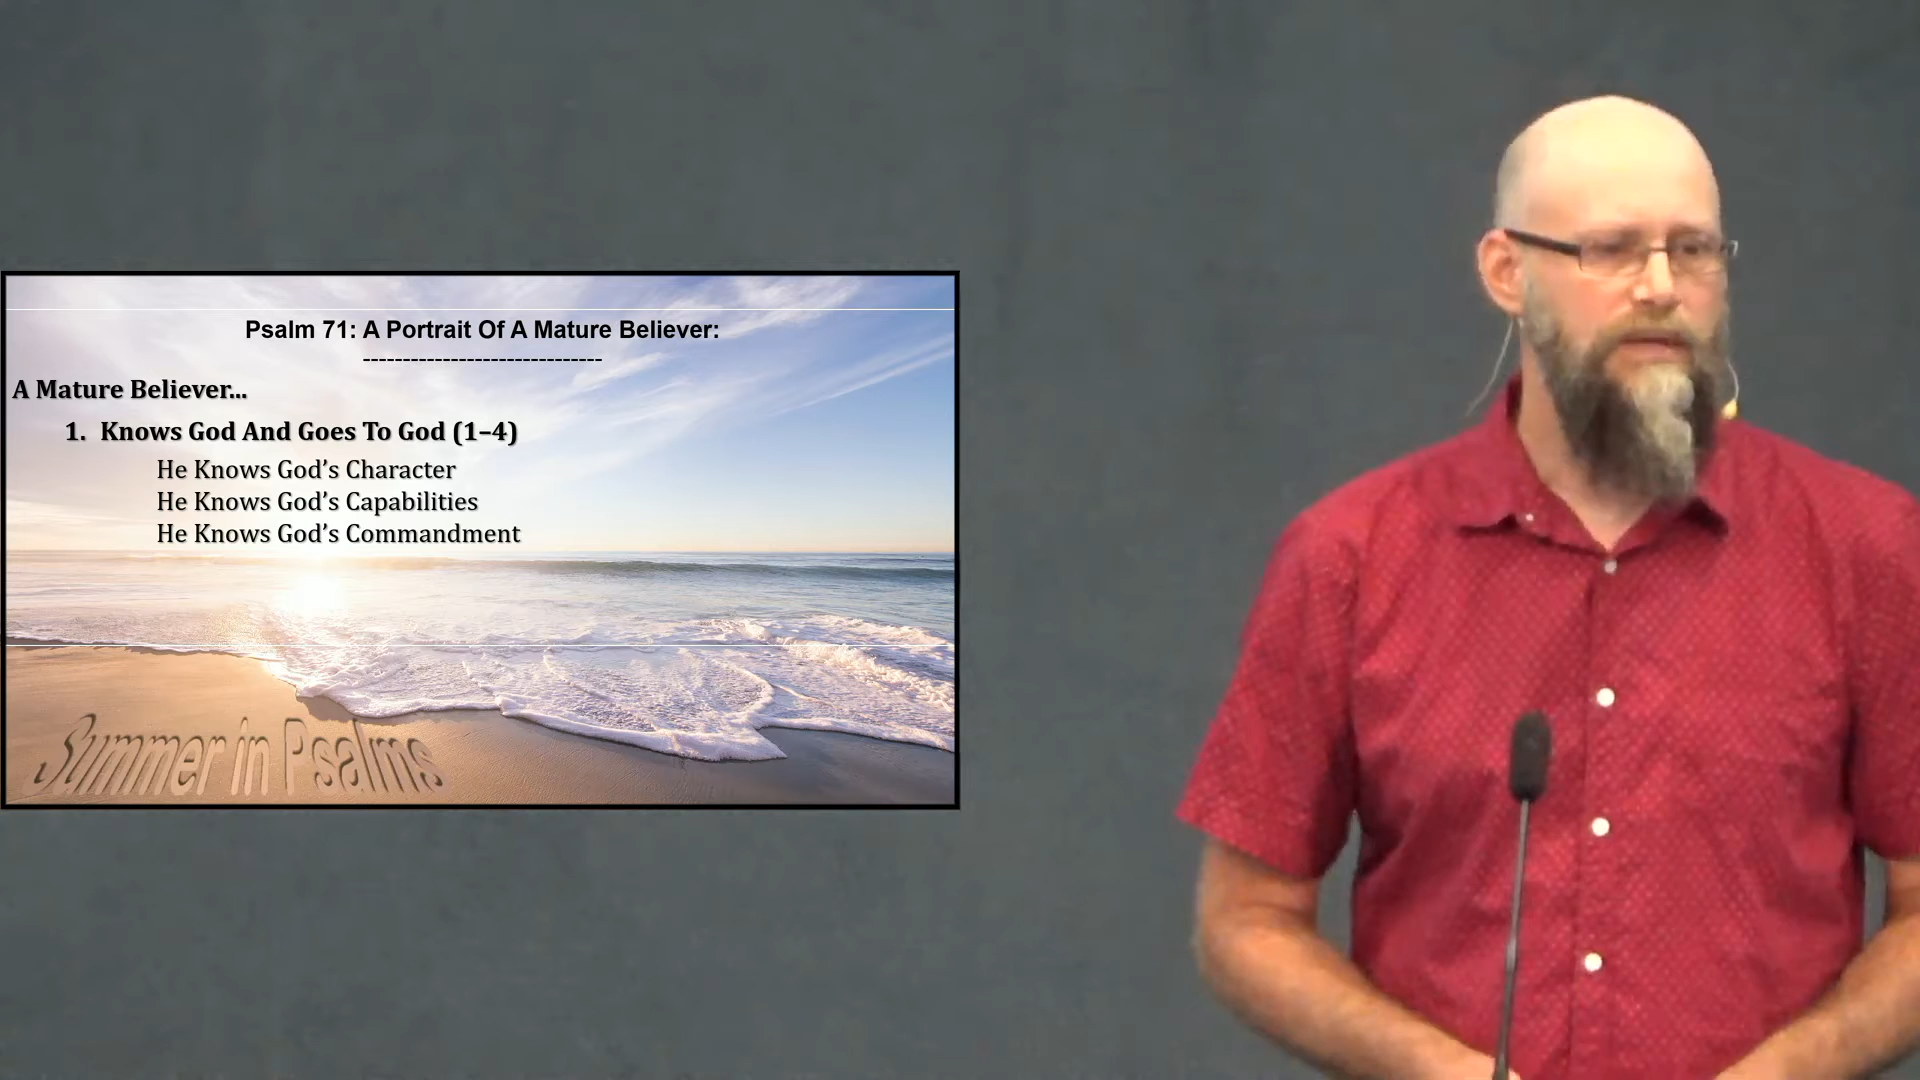 Psalm 71: A Portrait Of A Mature Believer:
------------------------------
A Mature Believer...
1. Knows God And Goes To God (1–4)
He Knows God’s Character
He Knows God’s Capabilities
He Knows God’s Commandment
Summer in Psalms